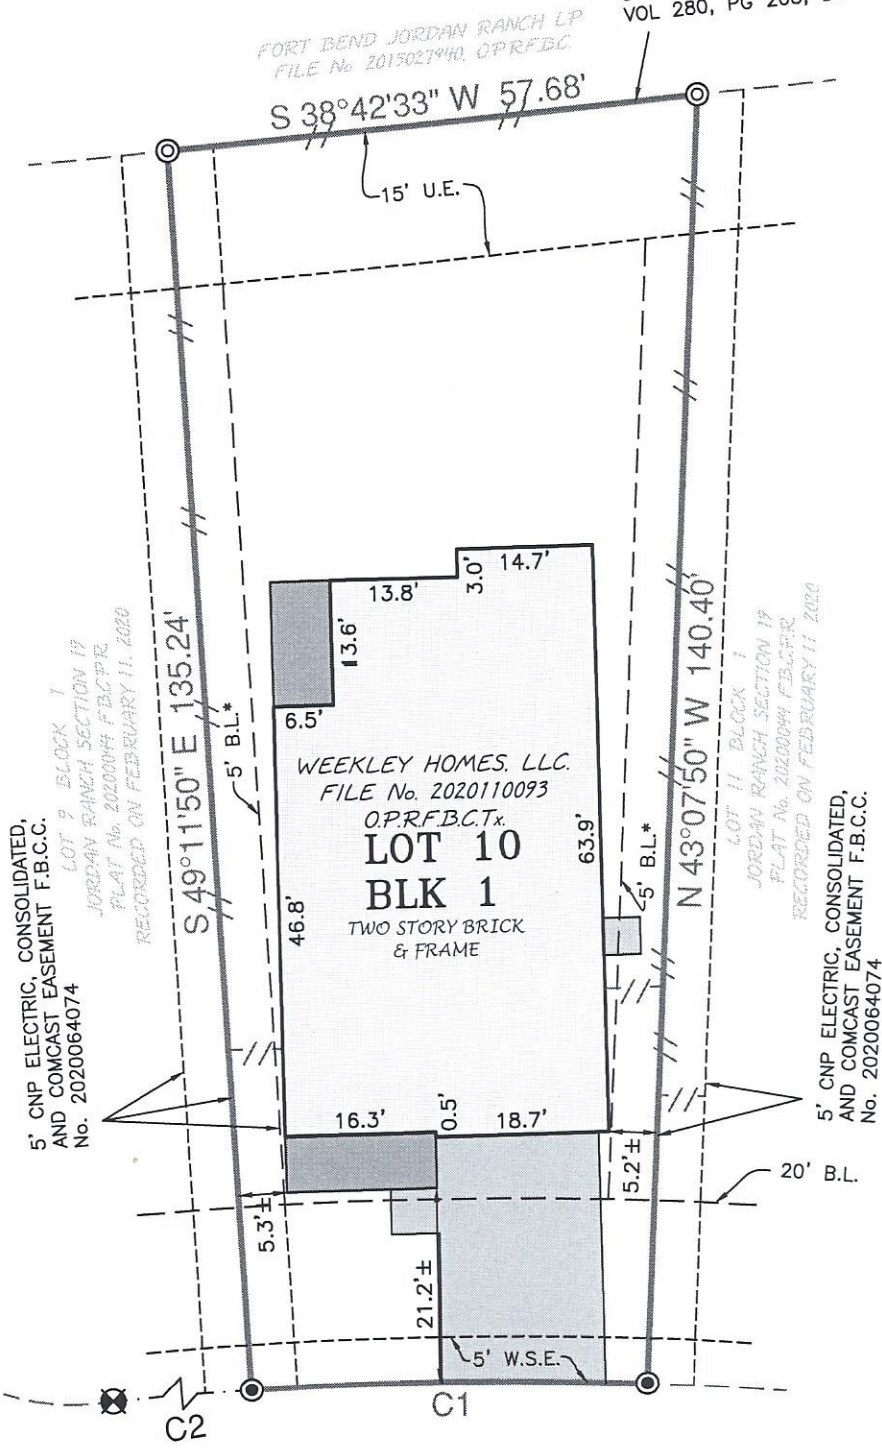 VOL 280, PG
FORT BEND JORDAN RANCH LP
FILE No. 2015027940, O.P.R.F.B.C.
S 38°42'33" W 57.68'
15' U.E.
14.7'
13.8'
3.0'
13.6'
6.5'
5' B.L.*
S 49°11'50" E 135.24'
N 43°07'50" W 140.40'
LOT 9 BLOCK 1
JORDAN RANCH SECTION 19
PLAT No. 20200044 F.B.C.P.R.
RECORDED ON FEBRUARY 11, 2020
WEEKLEY HOMES, LLC.
FILE No. 2020110093
O.P.R.F.B.C.Tx.
LOT 10
BLK 1
TWO STORY BRICK
& FRAME
46.8'
63.9'
5' B.L.*
LOT 11 BLOCK 1
JORDAN RANCH SECTION 19
PLAT No. 20200044 F.B.C.P.R.
RECORDED ON FEBRUARY 11, 2020
5' CNP ELECTRIC, CONSOLIDATED,
AND COMCAST EASEMENT F.B.C.C.
No. 2020064074
5' CNP ELECTRIC, CONSOLIDATED,
AND COMCAST EASEMENT F.B.C.C.
No. 2020064074
16.3'
0.5'
18.7'
5.2'±
20' B.L.
5.3'±
21.2'±
5' W.S.E.
C1
C2